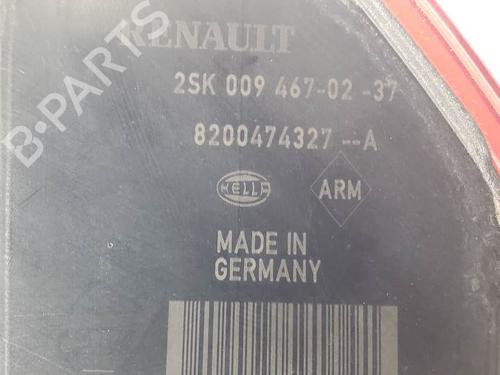 RENAULT
2SK 009 467-02 -37
8200474327 --A
HELLA
ARM
MADE IN
GERMANY
B-PARTS